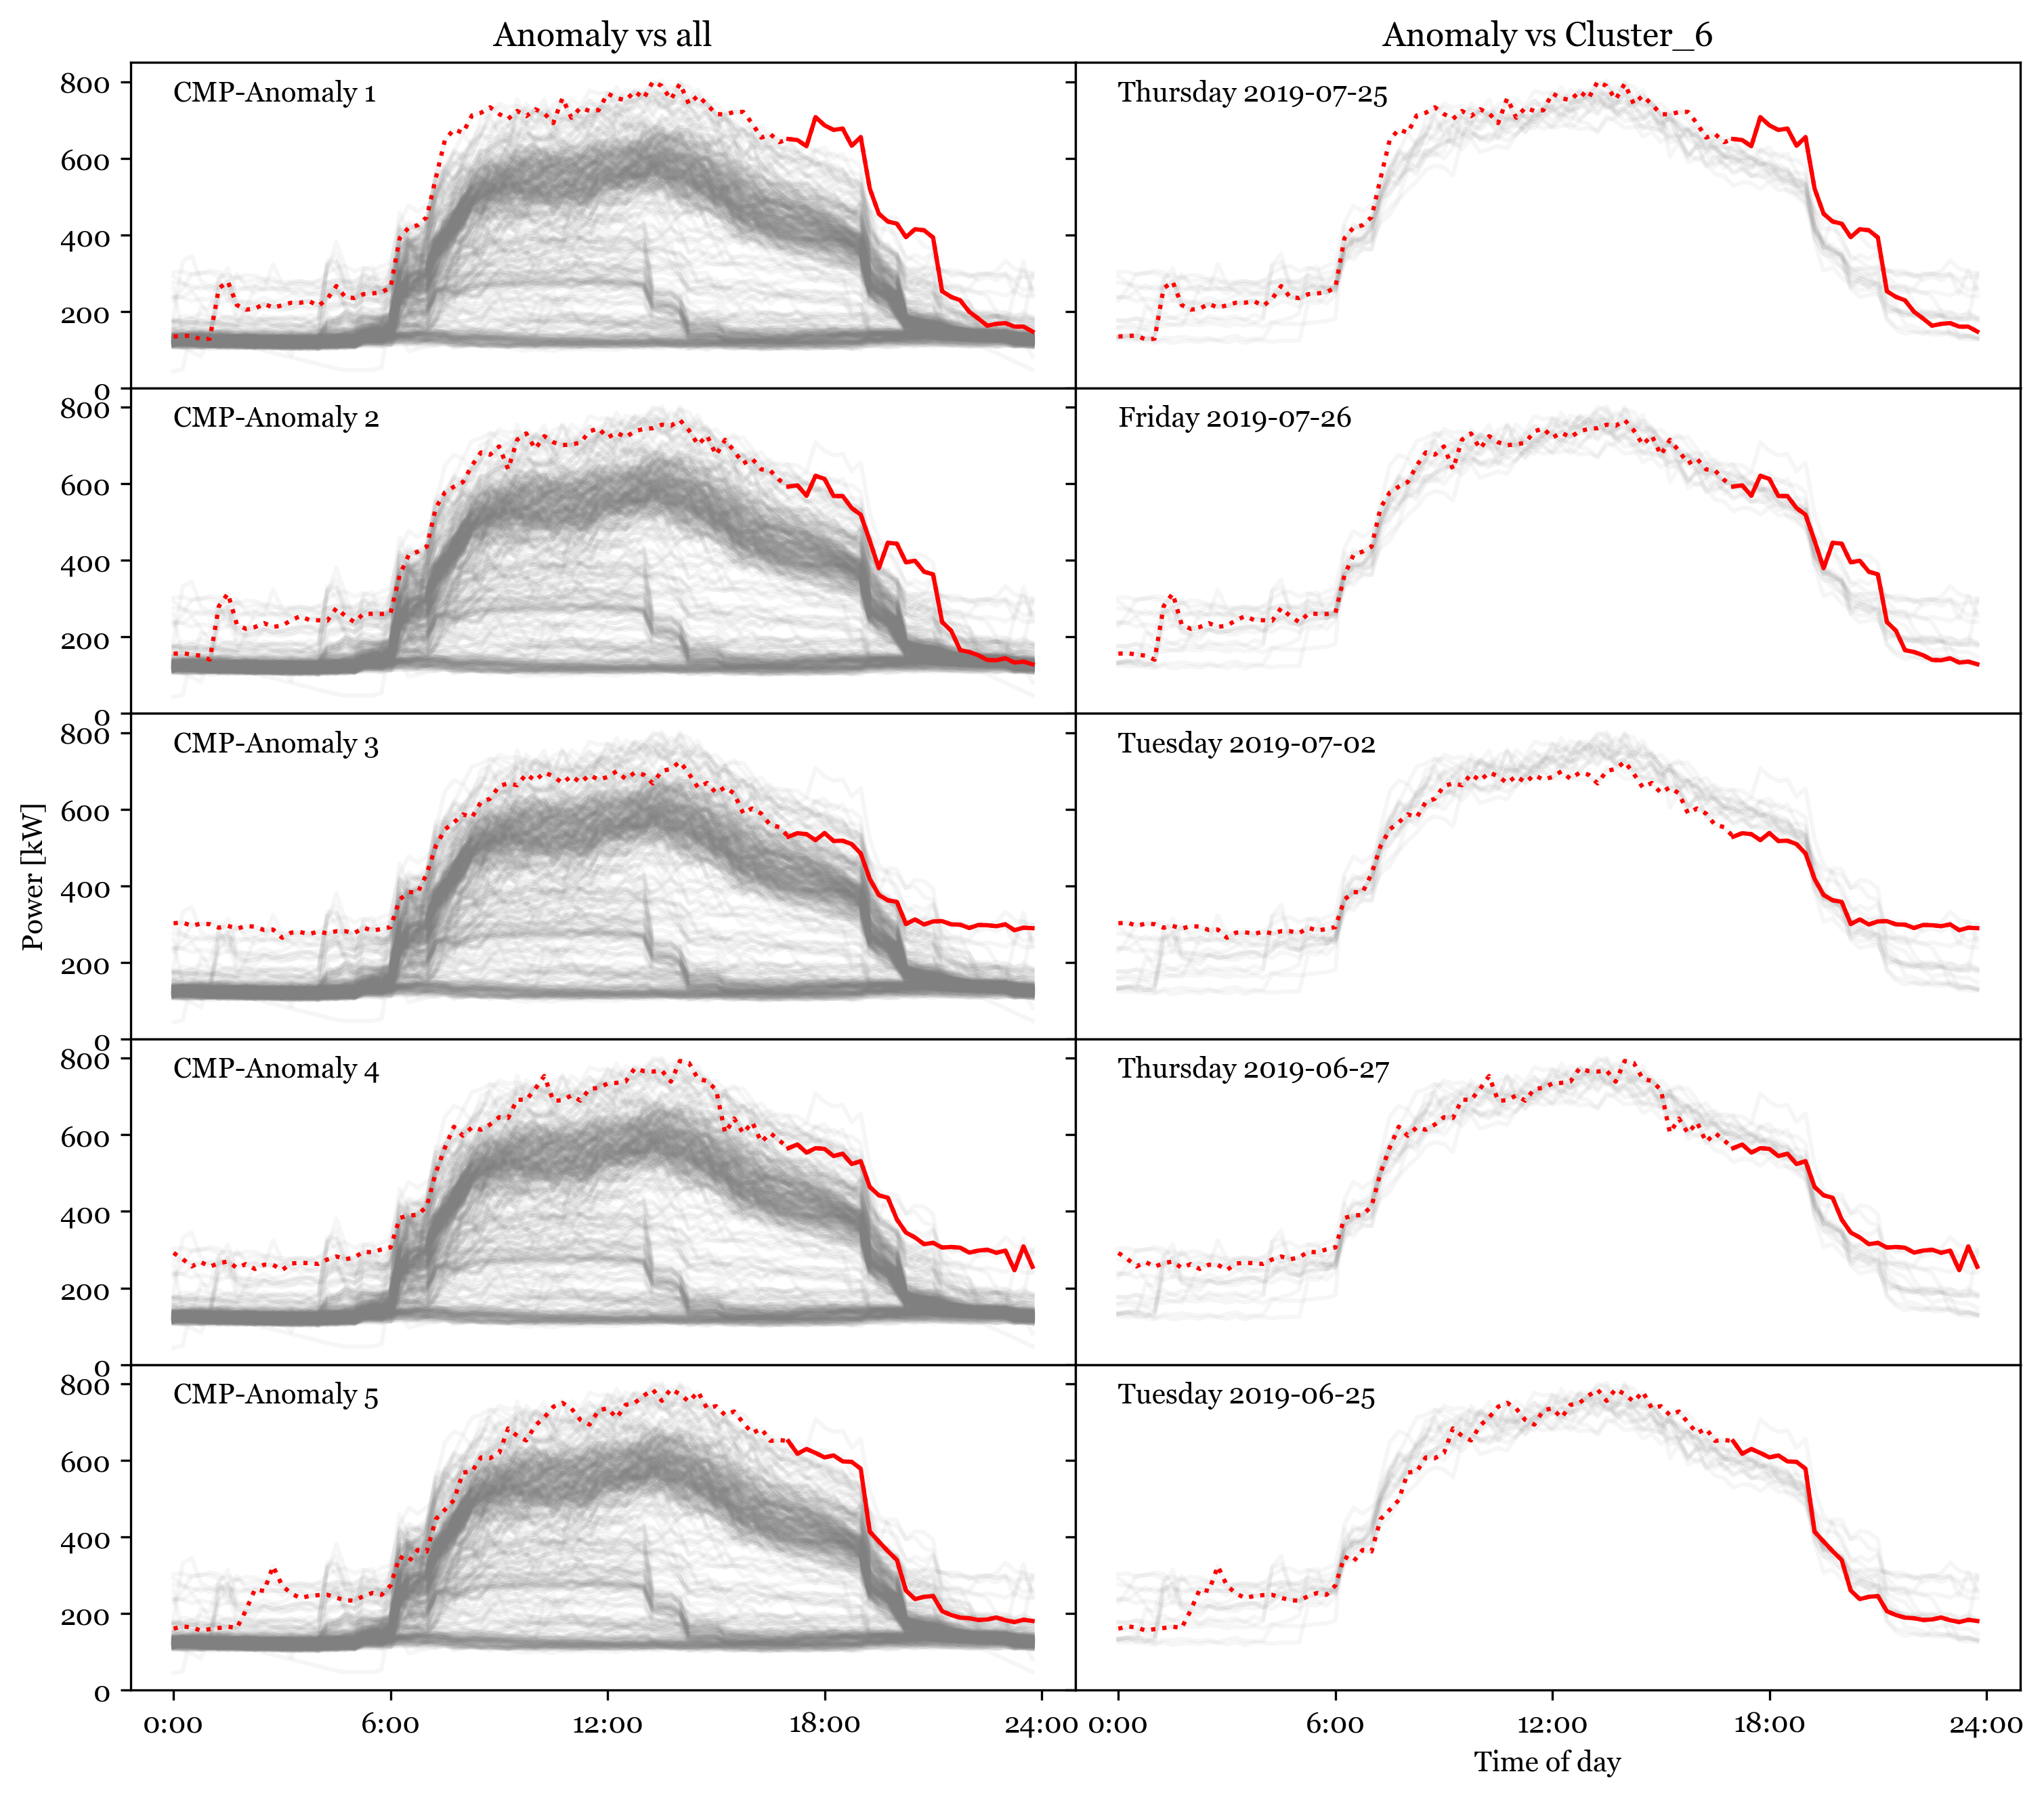 Anomaly vs all
Anomaly vs Cluster_6
CMP-Anomaly 1
Thursday 2019-07-25
800
600
400
200
0
CMP-Anomaly 2
Friday 2019-07-26
800
600
400
200
0
CMP-Anomaly 3
Tuesday 2019-07-02
800
600
400
200
0
Power [kW]
CMP-Anomaly 4
Thursday 2019-06-27
800
600
400
200
0
CMP-Anomaly 5
Tuesday 2019-06-25
800
600
400
200
0
0:00 6:00 12:00 18:00 24:00
0:00 6:00 12:00 18:00 24:00
Time of day